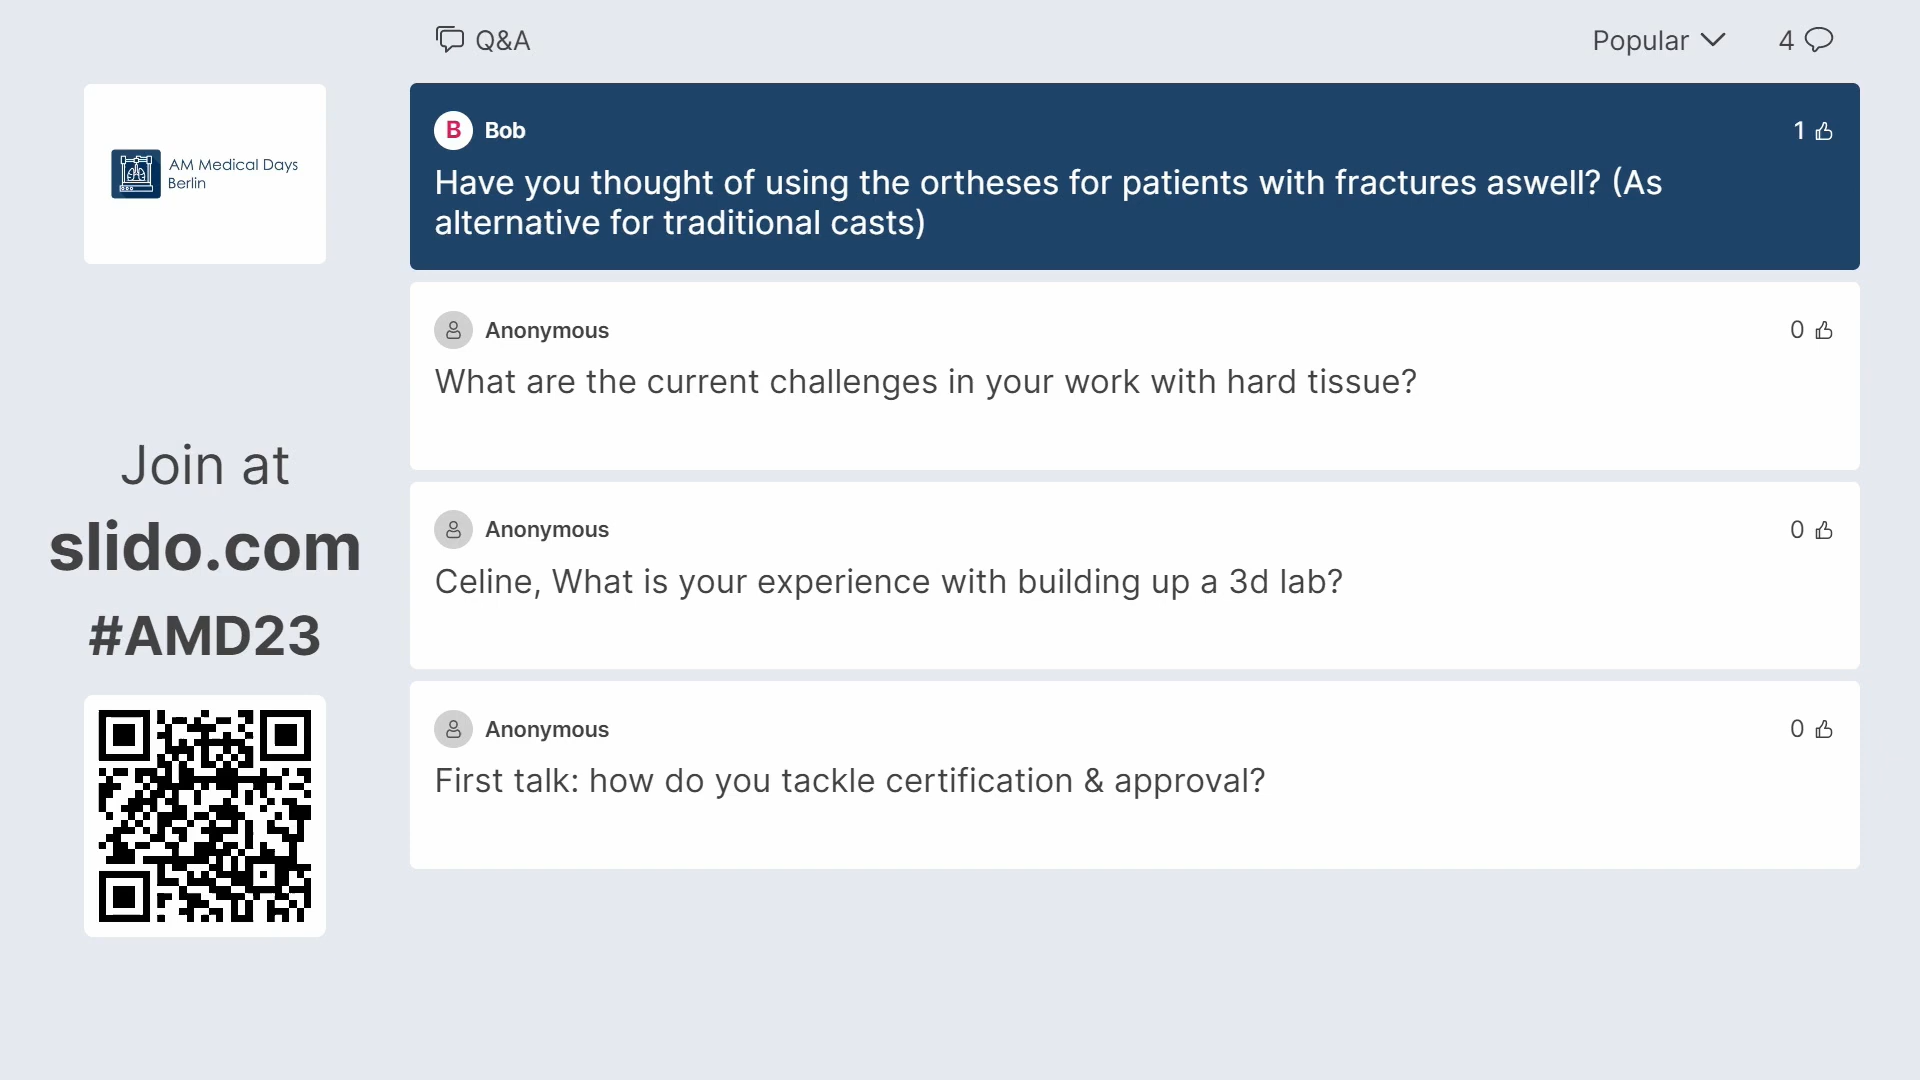 Q&A
Popular
4
AM Medical Days
Berlin
Join at
slido.com
#AMD23
B
Bob
1
Have you thought of using the ortheses for patients with fractures aswell? (As
alternative for traditional casts)
Anonymous
0
What are the current challenges in your work with hard tissue?
Anonymous
0
Celine, What is your experience with building up a 3d lab?
Anonymous
0
First talk: how do you tackle certification & approval?